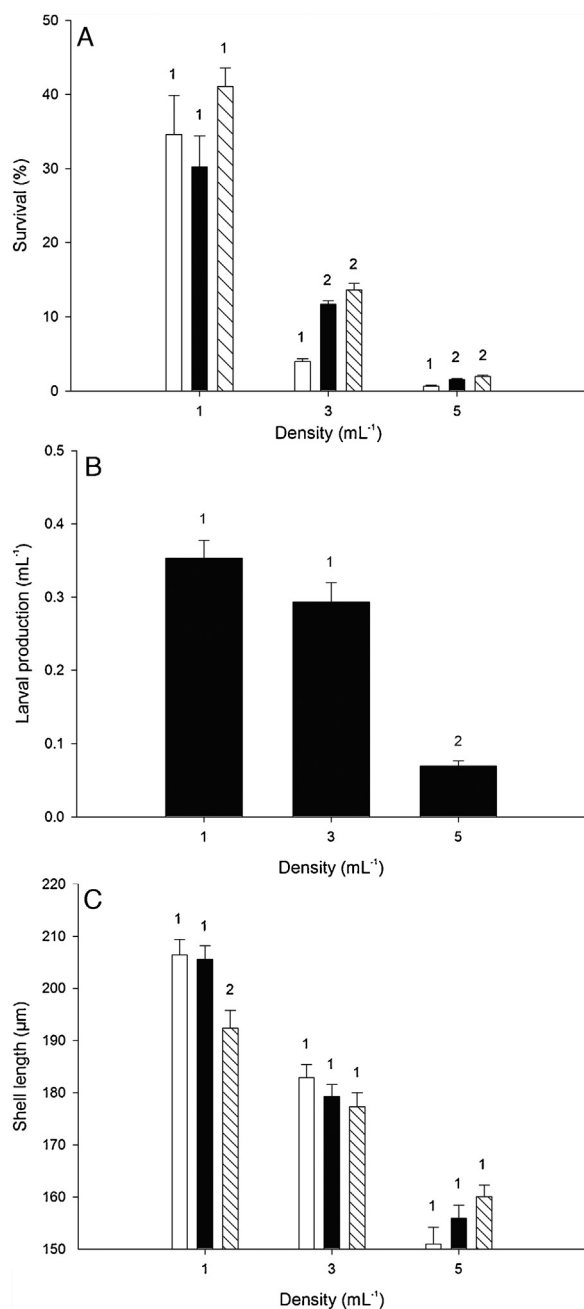 A
50
40
30
20
10
0
Survival (%)
1 1 1
1 2 2
1 2 2
1 3 5
Density (mL-1)
B
0.5
0.4
0.3
0.2
0.1
0.0
Larval production (mL-1)
1
1
2
1 3 5
Density (mL-1)
C
220
210
200
190
180
170
160
150
Shell length (µm)
1 1 2
1 1 1
1 1 1
1 3 5
Density (mL-1)